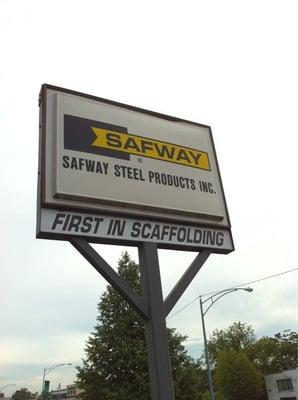 SAFWAY
SAFWAY STEEL PRODUCTS INC.
FIRST IN SCAFFOLDING